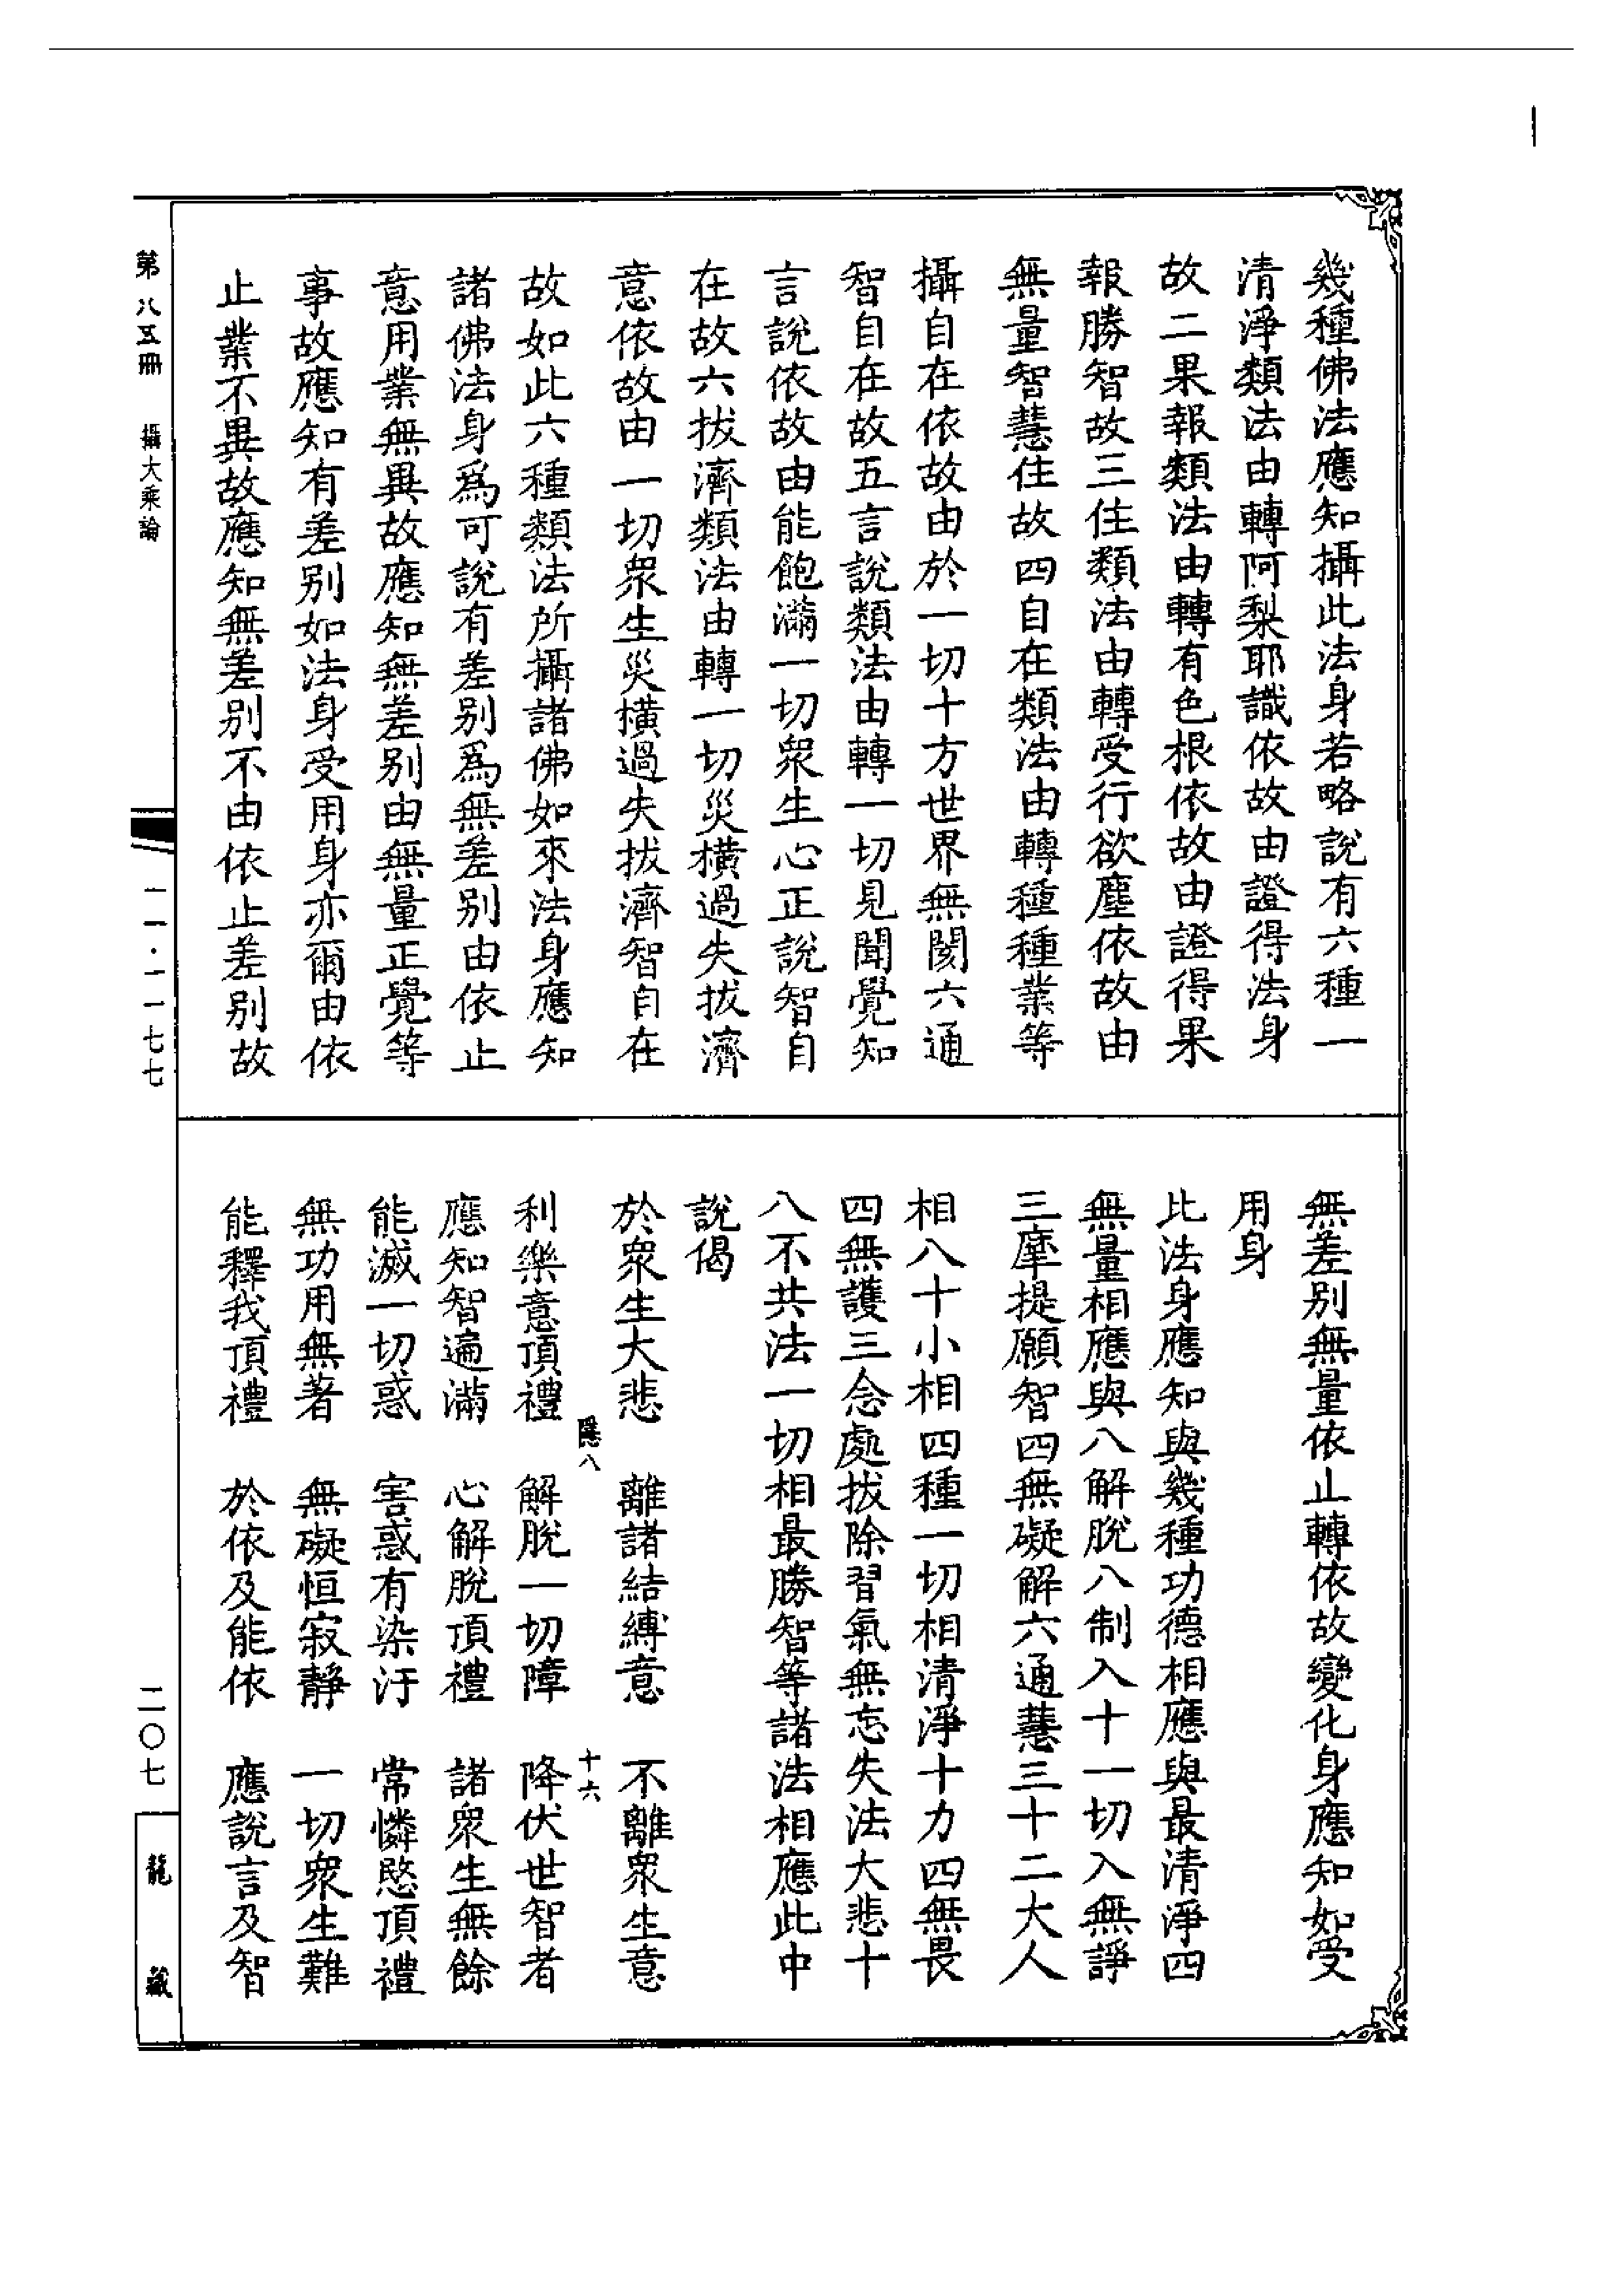 幾種佛法應知攝此法身若略說有六種一
清淨類法由轉阿梨耶識依故由證得法身
故二果報類法由轉有色根依故由證得果
報勝智故三住類法由轉受行欲塵依故由
無量智慧住故四自在類法由轉種種業等
攝自在依故由於一切十方世界無閡六通
智自在故五言說類法由轉一切見聞覺知
言說依故由能飽滿一切衆生心正說智自
在故六拔濟類法由轉一切災橫過失拔濟
意依故由一切衆生災橫過失拔濟智自在
故如此六種類法所攝諸佛如來法身應知
諸佛法身爲可說有差别爲無差别由依止
意用業無異故應知無差别由無量正覺等
事故應知有差别如法身受用身亦爾由依
止業不異故應知無差别不由依止差别故
無差别無量依止轉依故變化身應知如受
用身
此法身應知與幾種功德相應與最清淨四
無量相應與八解脫八制入十一切入無諍
三摩提願智四無礙解六通慧三十二大人
相八十小相四種一切相清淨十力四無畏
四無護三念處拔除習氣無忘失法大悲十
八不共法一切相最勝智等諸法相應此中
說偈
於衆生大悲　離諸結縛意　不離衆生意
隱八　十六
利樂意頂禮　解脫一切障　降伏世智者
應知智遍滿　心解脫頂禮　諸衆生無餘
能滅一切惑　害惑有染汙　常憐愍頂禮
無功用無著　無礙恒寂靜　一切衆生難
能釋我頂禮　於依及能依　應說言及智
第八五冊　攝大乘論
一一·一一七七
二〇七
龍藏